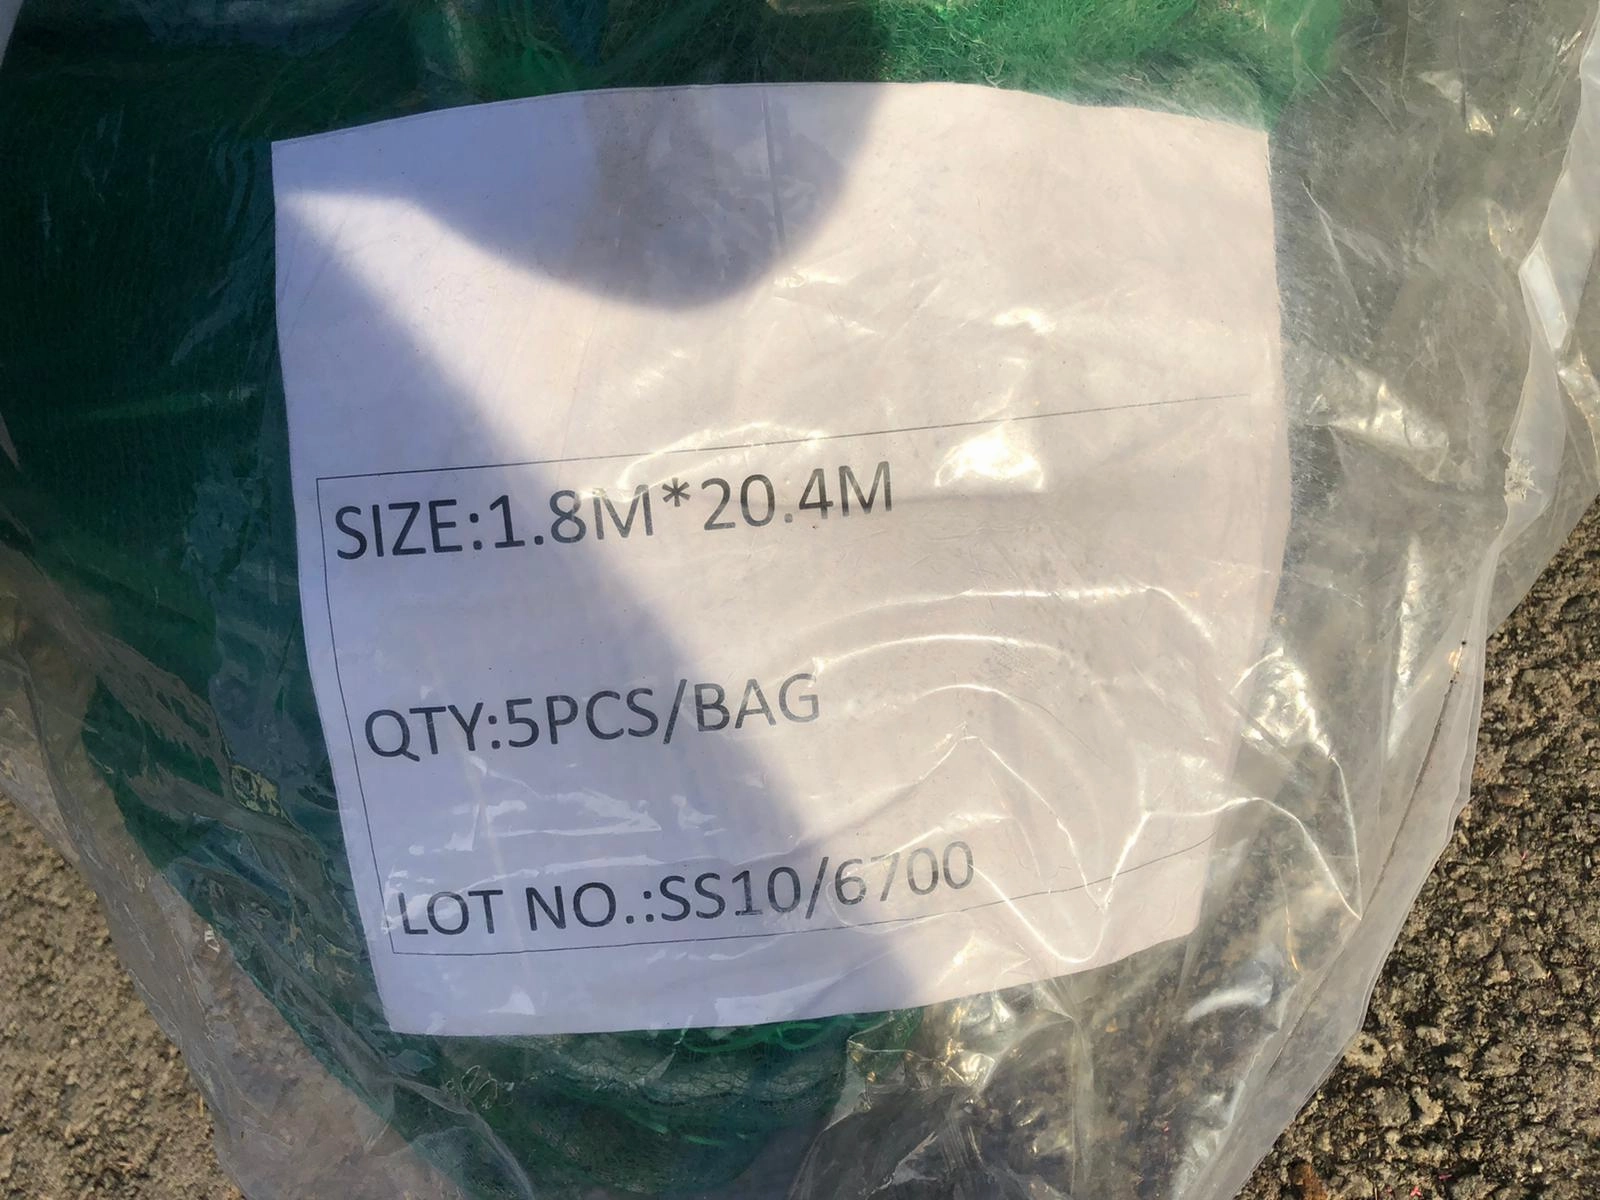 SIZE:1.8M*20.4M
QTY:5PCS/BAG
LOT NO.:SS10/6700